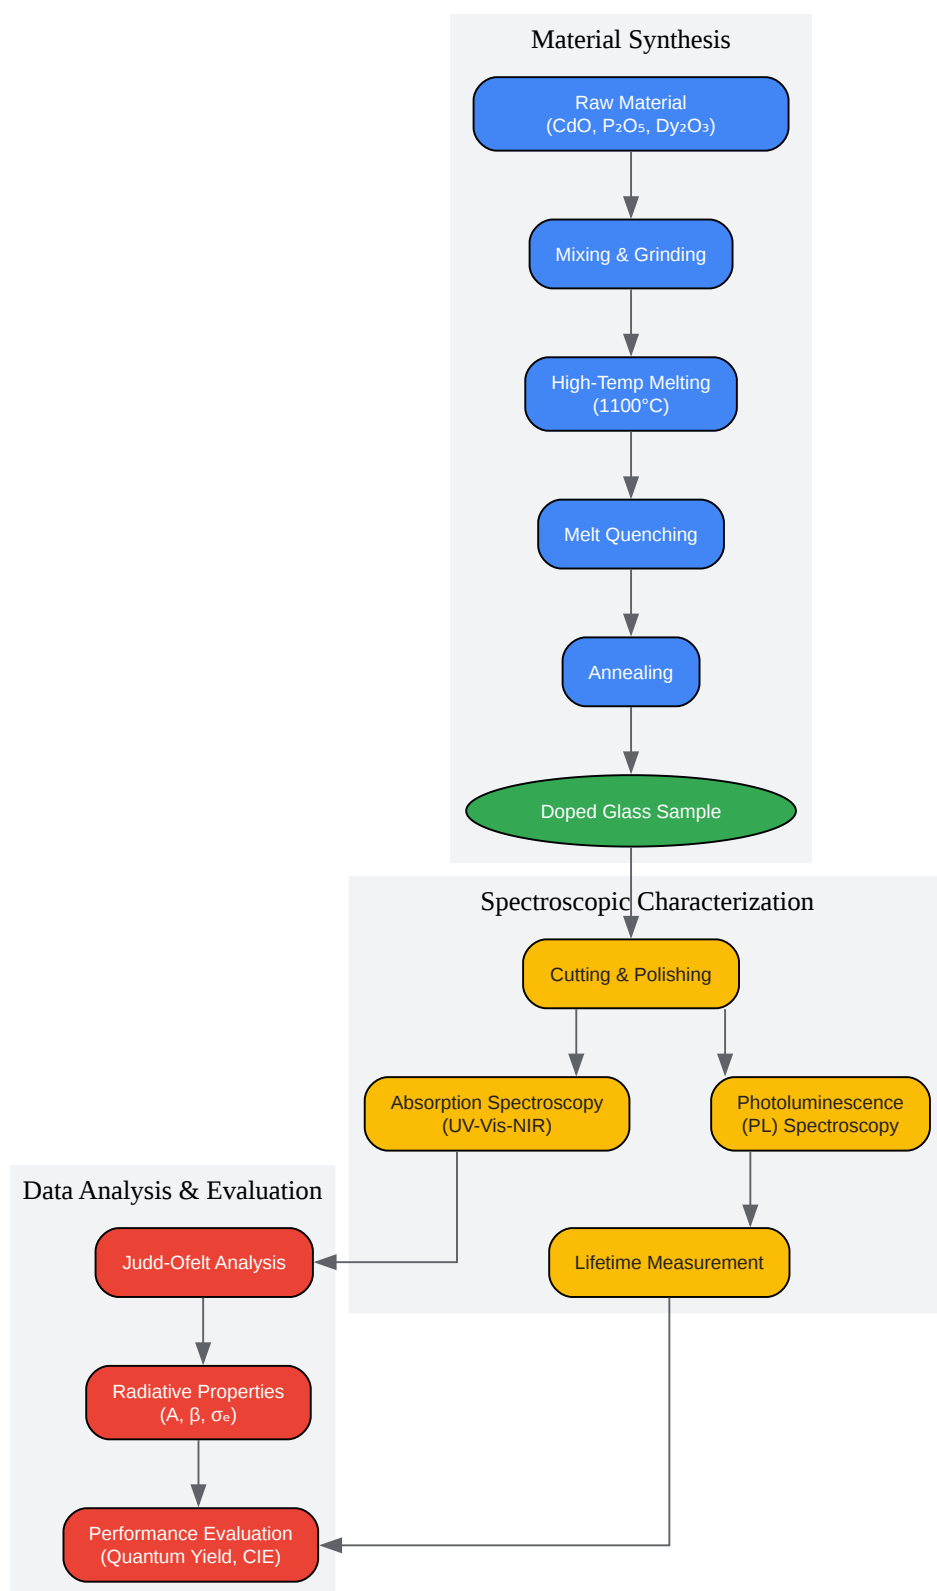 Material Synthesis
Raw Material
(CdO, P₂O₅, Dy₂O₃)
Mixing & Grinding
High-Temp Melting
(1100°C)
Melt Quenching
Annealing
Doped Glass Sample
Spectroscopic Characterization
Cutting & Polishing
Absorption Spectroscopy
(UV-Vis-NIR)
Photoluminescence
(PL) Spectroscopy
Data Analysis & Evaluation
Judd-Ofelt Analysis
Lifetime Measurement
Radiative Properties
(A, β, σₑ)
Performance Evaluation
(Quantum Yield, CIE)